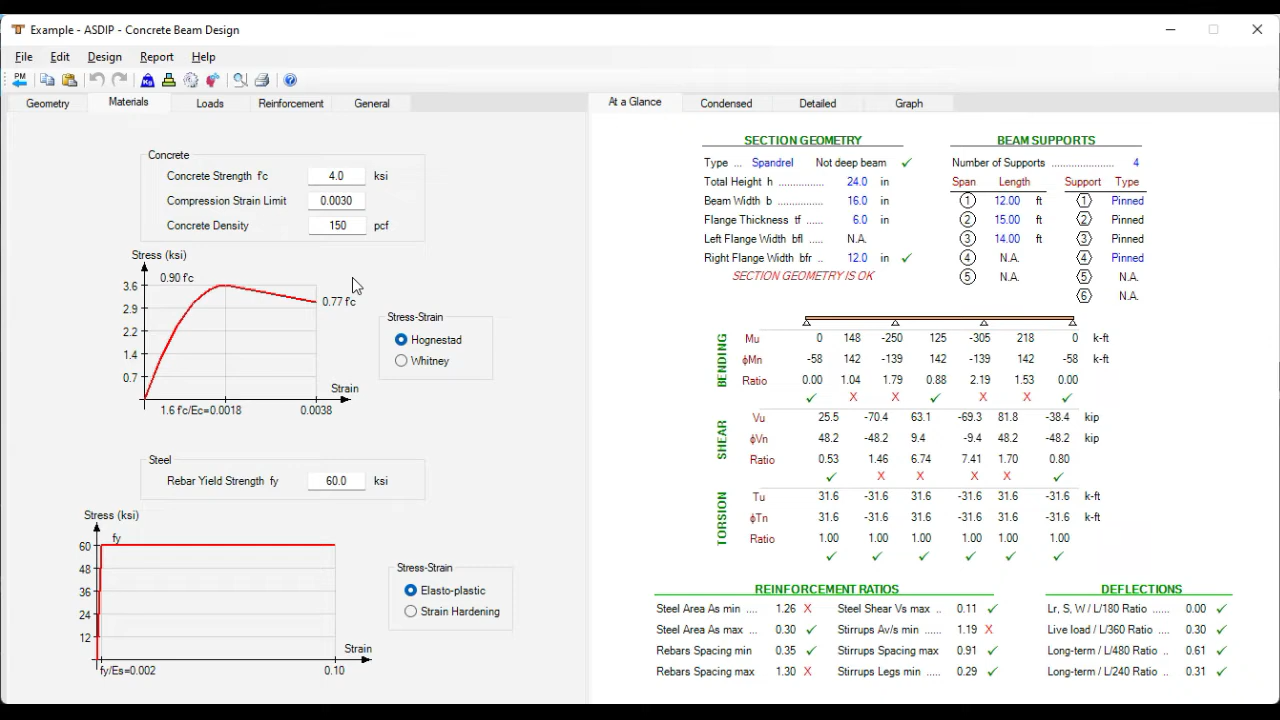 Example - ASDIP - Concrete Beam Design
File Edit Design Report Help
PM
Kg
Geometry Materials Loads Reinforcement General
Concrete
Concrete Strength f'c 4.0 ksi
Compression Strain Limit 0.0030
Concrete Density 150 pcf
Stress (ksi)
0.90 f'c
3.6
0.77 f'c
2.9
2.2
1.4
0.7
Strain
1.6 f'c/Ec=0.0018 0.0038
Stress-Strain
Hognestad
Whitney
Steel
Rebar Yield Strength fy 60.0 ksi
Stress (ksi)
fy
60
48
36
24
12
Strain
fy/Es=0.002 0.10
Stress-Strain
Elasto-plastic
Strain Hardening
At a Glance Condensed Detailed Graph
SECTION GEOMETRY
Type ... Spandrel Not deep beam ✓
Total Height h ............... 24.0 in
Beam Width b ............... 16.0 in
Flange Thickness tf ...... 6.0 in
Left Flange Width bfl ..... N.A.
Right Flange Width bfr .. 12.0 in ✓
SECTION GEOMETRY IS OK
BEAM SUPPORTS
Number of Supports ...................... 4
Span Length Support Type
1 12.00 ft 1 Pinned
2 15.00 ft 2 Pinned
3 14.00 ft 3 Pinned
4 N.A. 4 Pinned
5 N.A. 5 N.A.
6 N.A.
BENDING
Mu 0 148 -250 125 -305 218 0 k-ft
ϕMn -58 142 -139 142 -139 142 -58 k-ft
Ratio 0.00 1.04 1.79 0.88 2.19 1.53 0.00
✓ X X ✓ X X ✓
SHEAR
Vu 25.5 -70.4 63.1 -69.3 81.8 -38.4 kip
ϕVn 48.2 -48.2 9.4 -9.4 48.2 -48.2 kip
Ratio 0.53 1.46 6.74 7.41 1.70 0.80
✓ X X X X ✓
TORSION
Tu 31.6 -31.6 31.6 -31.6 31.6 -31.6 k-ft
ϕTn 31.6 -31.6 31.6 -31.6 31.6 -31.6 k-ft
Ratio 1.00 1.00 1.00 1.00 1.00 1.00
✓ ✓ ✓ ✓ ✓ ✓
REINFORCEMENT RATIOS
Steel Area As min .... 1.26 X Steel Shear Vs max .. 0.11 ✓
Steel Area As max ... 0.30 ✓ Stirrups Av/s min ...... 1.19 X
Rebars Spacing min 0.35 ✓ Stirrups Spacing max 0.91 ✓
Rebars Spacing max 1.30 X Stirrups Legs min ..... 0.29 ✓
DEFLECTIONS
Lr, S, W / L/180 Ratio ...... 0.00 ✓
Live load / L/360 Ratio .... 0.30 ✓
Long-term / L/480 Ratio .. 0.61 ✓
Long-term / L/240 Ratio .. 0.31 ✓